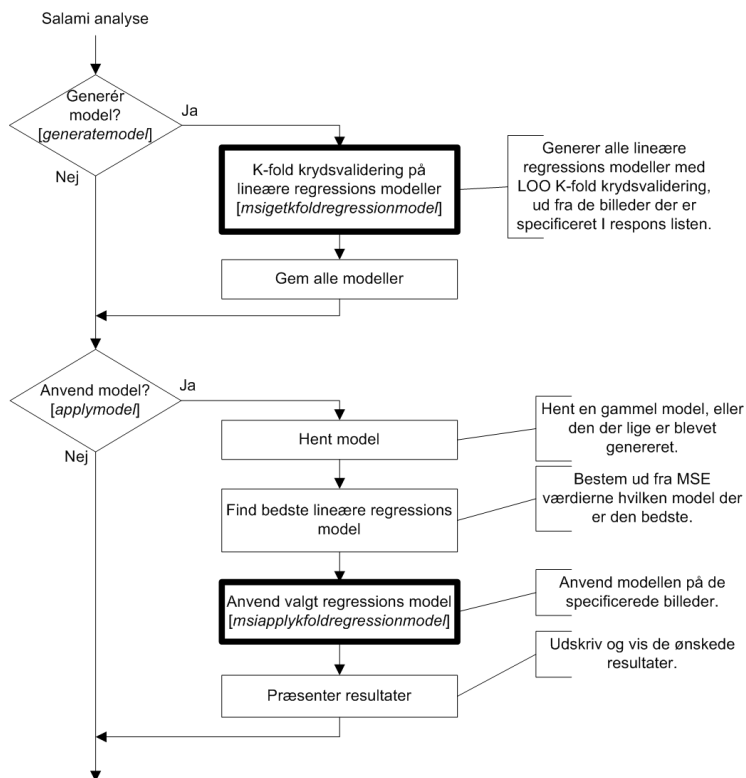 Salami analyse
Generér
model?
[generatemodel]
Ja
Nej
K-fold krydsvalidering på
lineære regressions modeller
[msigetkfoldregressionmodel]
Generer alle lineære
regressions modeller med
LOO K-fold krydsvalidering,
ud fra de billeder der er
specificeret I respons listen.
Gem alle modeller
Anvend model?
[applymodel]
Ja
Nej
Hent model
Hent en gammel model, eller
den der lige er blevet
genereret.
Find bedste lineære regressions
model
Bestem ud fra MSE
værdierne hvilken model der
er den bedste.
Anvend valgt regressions model
[msiapplykfoldregressionmodel]
Anvend modellen på de
specificerede billeder.
Præsenter resultater
Udskriv og vis de ønskede
resultater.